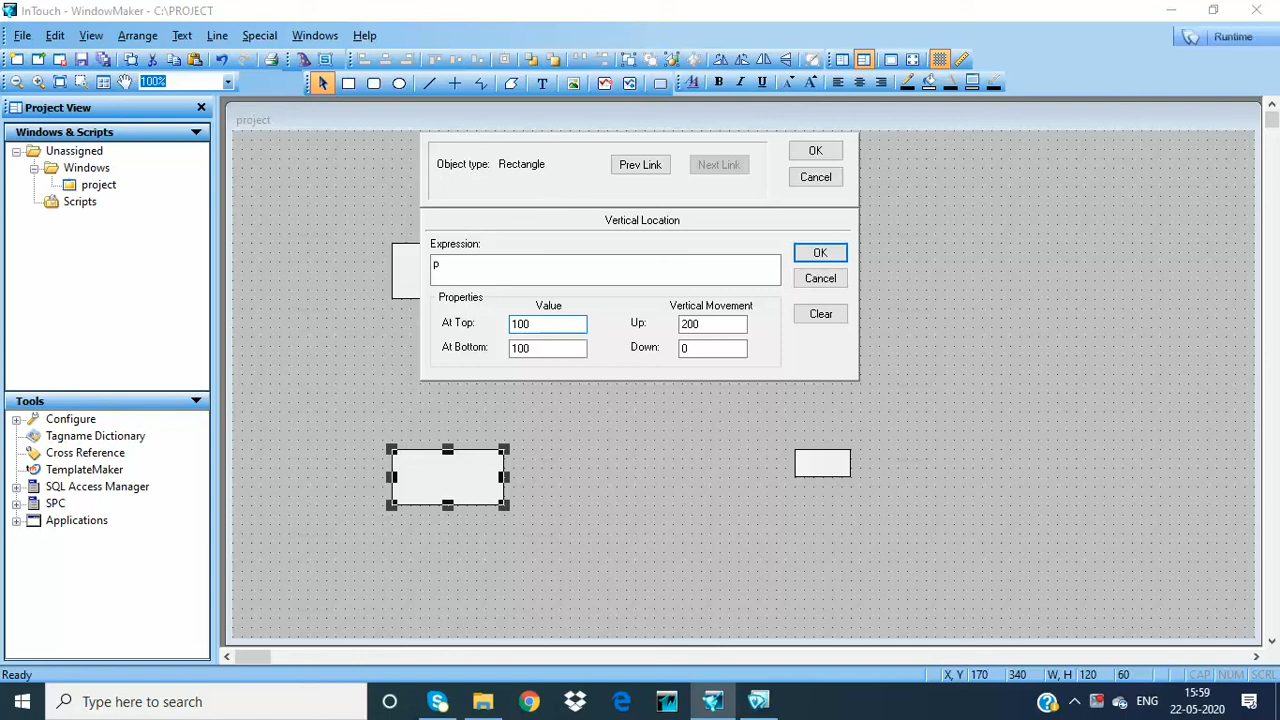 InTouch - WindowMaker - C:\PROJECT
File Edit View Arrange Text Line Special Windows Help
Runtime
100%
T B I U A A
Project View
Windows & Scripts
Unassigned
Windows
project
Scripts
Tools
Configure
Tagname Dictionary
Cross Reference
TemplateMaker
SQL Access Manager
SPC
Applications
project
Object type: Rectangle Prev Link Next Link OK
Cancel
Vertical Location
Expression:
p
OK
Cancel
Clear
Properties
Value Vertical Movement
At Top: 100 Up: 200
At Bottom: 100 Down: 0
Ready X, Y 170 340 W, H 120 60 CAP NUM SCRL
Type here to search
ENG
15:59
22-05-2020